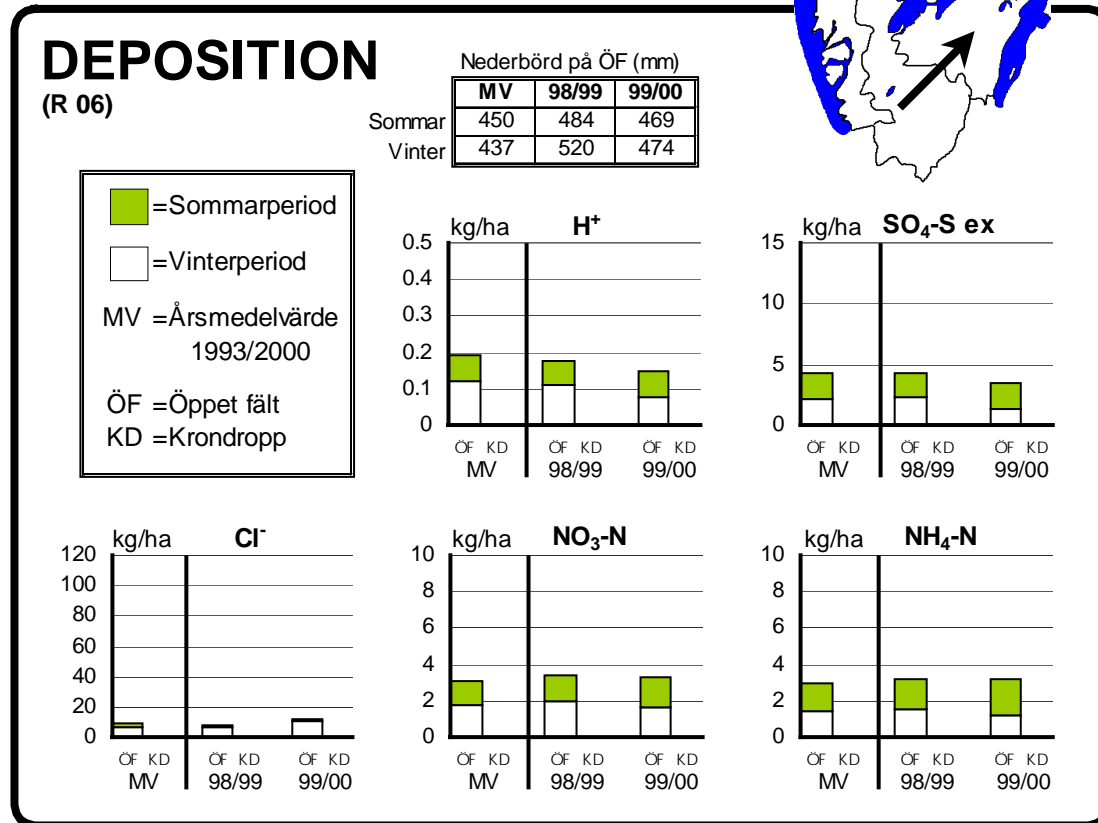 DEPOSITION
(R 06)
Nederbörd på ÖF (mm)
MV 98/99 99/00
Sommar 450 484 469
Vinter 437 520 474
=Sommarperiod
=Vinterperiod
MV =Årsmedelvärde
1993/2000
ÖF =Öppet fält
KD =Krondropp
kg/ha H⁺
0.5
0.4
0.3
0.2
0.1
0
ÖF KD ÖF KD ÖF KD
MV 98/99 99/00
kg/ha SO₄-S ex
15
10
5
0
ÖF KD ÖF KD ÖF KD
MV 98/99 99/00
kg/ha Cl⁻
120
100
80
60
40
20
0
ÖF KD ÖF KD ÖF KD
MV 98/99 99/00
kg/ha NO₃-N
10
8
6
4
2
0
ÖF KD ÖF KD ÖF KD
MV 98/99 99/00
kg/ha NH₄-N
10
8
6
4
2
0
ÖF KD ÖF KD ÖF KD
MV 98/99 99/00